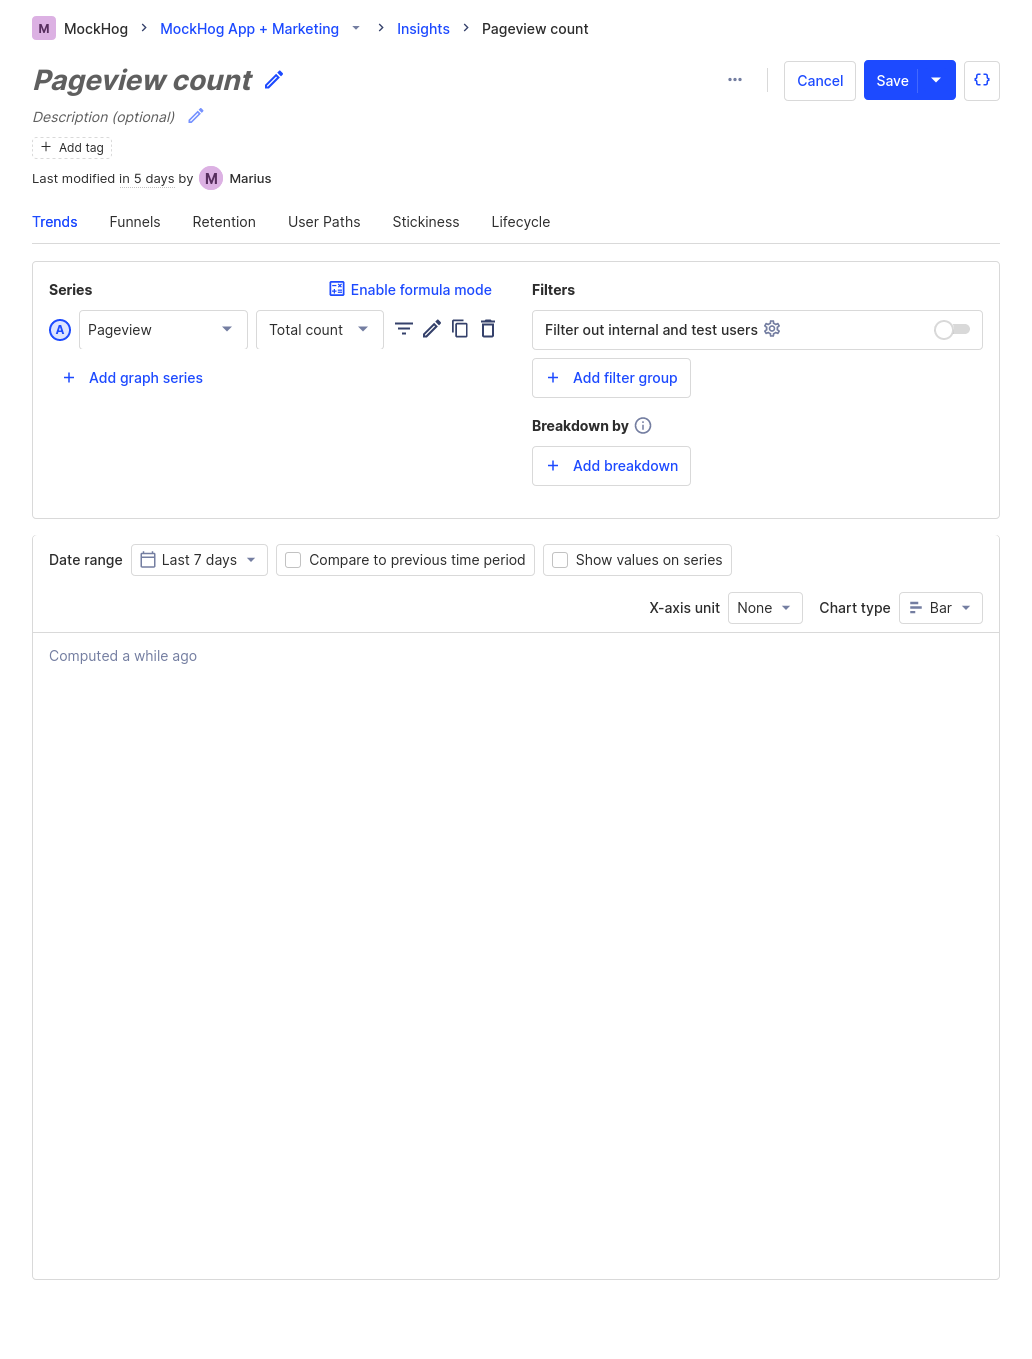 M MockHog MockHog App + Marketing Insights Pageview count
Pageview count
Cancel Save
Description (optional)
Add tag
Last modified in 5 days by M Marius
Trends Funnels Retention User Paths Stickiness Lifecycle
Series Enable formula mode
A Pageview Total count
Add graph series
Filters
Filter out internal and test users
Add filter group
Breakdown by
Add breakdown
Date range Last 7 days Compare to previous time period Show values on series
X-axis unit None Chart type Bar
Computed a while ago